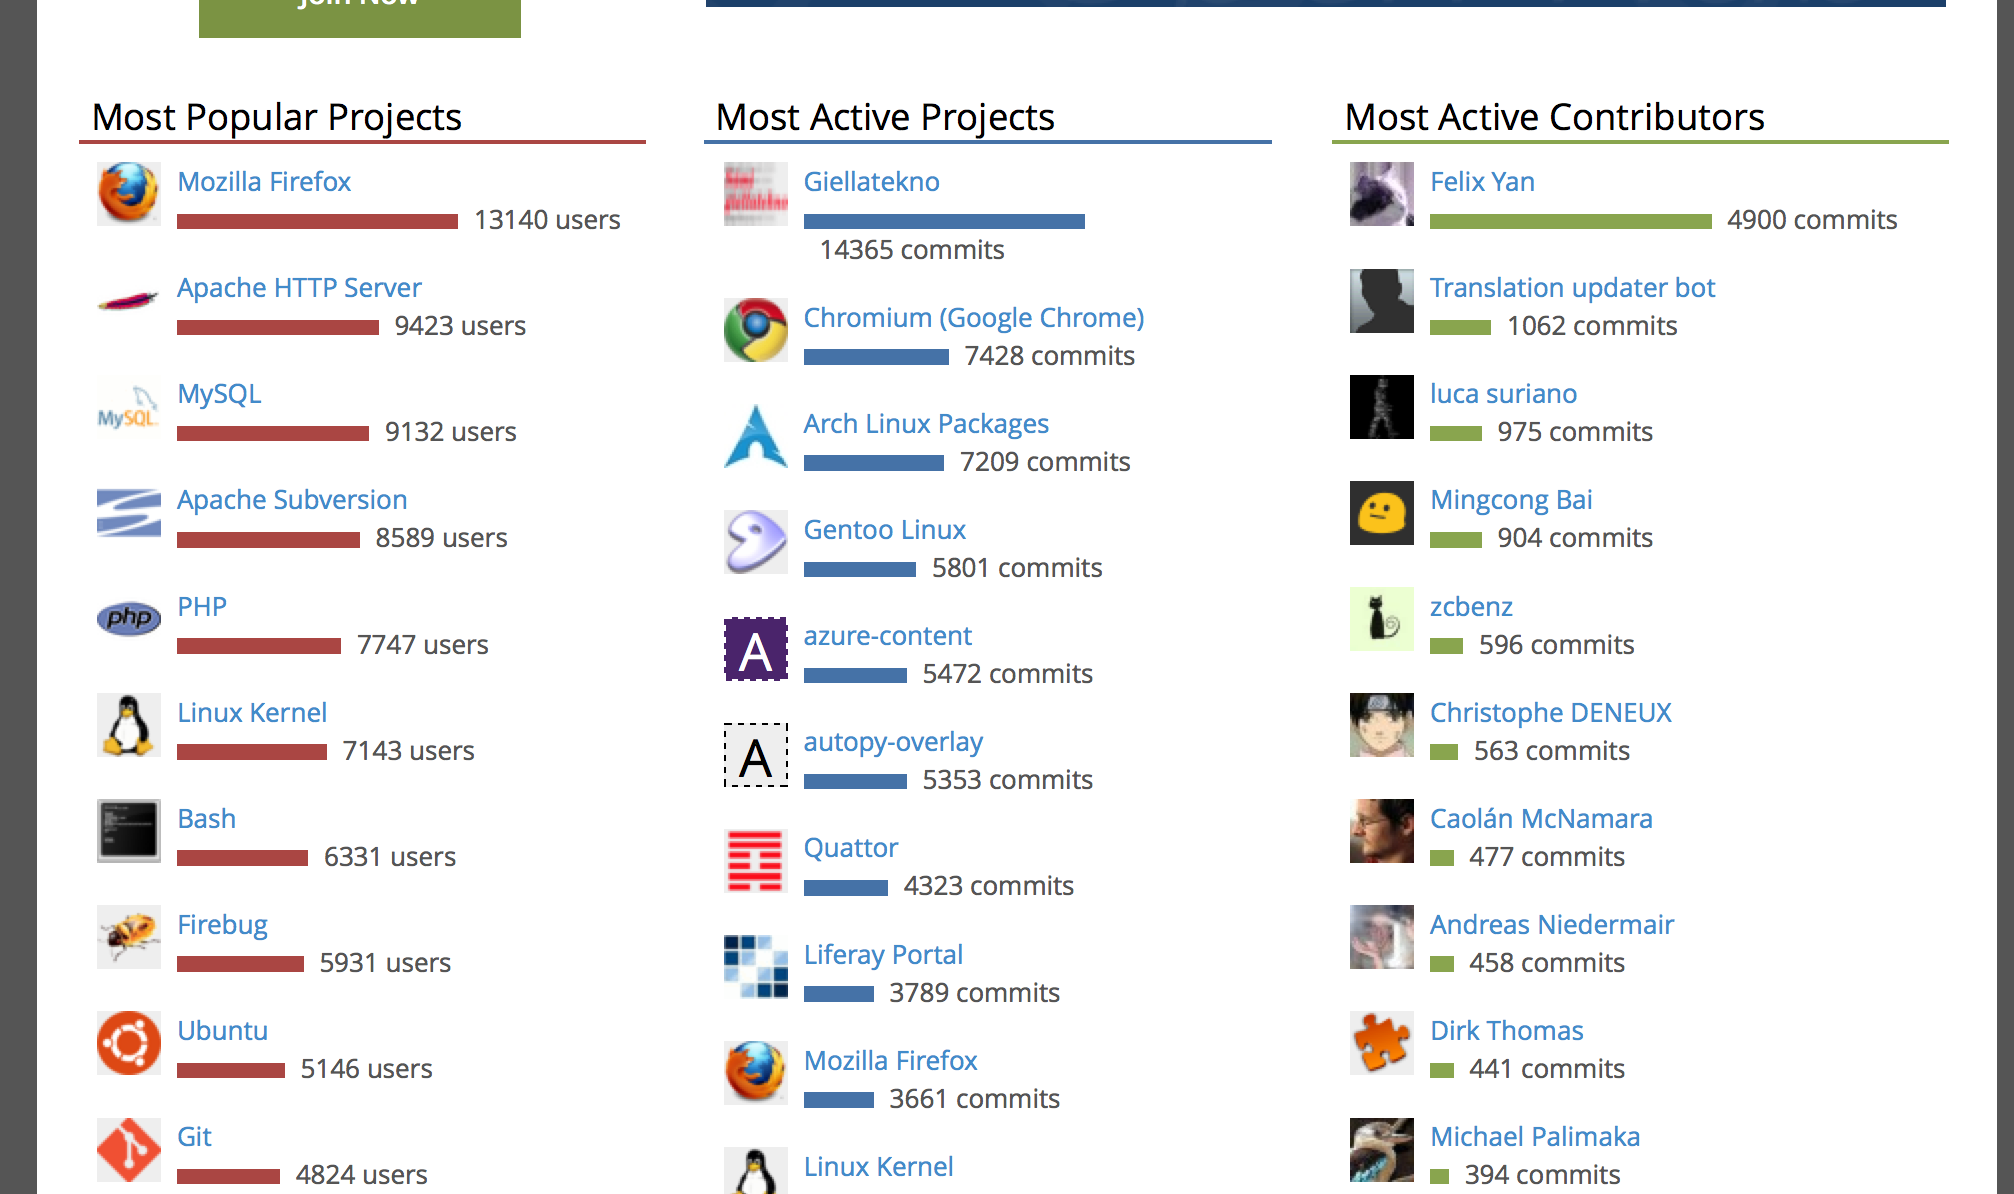 Join Now
Most Popular Projects
Mozilla Firefox
13140 users
Apache HTTP Server
9423 users
MySQL
MySQL
9132 users
Apache Subversion
8589 users
php
PHP
7747 users
Linux Kernel
7143 users
Bash
6331 users
Firebug
5931 users
Ubuntu
5146 users
Git
4824 users
Most Active Projects
giellatekno
Giellatekno
14365 commits
Chromium (Google Chrome)
7428 commits
Arch Linux Packages
7209 commits
Gentoo Linux
5801 commits
A
azure-content
5472 commits
A
autopy-overlay
5353 commits
Quattor
4323 commits
Liferay Portal
3789 commits
Mozilla Firefox
3661 commits
Linux Kernel
Most Active Contributors
Felix Yan
4900 commits
Translation updater bot
1062 commits
luca suriano
975 commits
Mingcong Bai
904 commits
zcbenz
596 commits
Christophe DENEUX
563 commits
Caolán McNamara
477 commits
Andreas Niedermair
458 commits
Dirk Thomas
441 commits
Michael Palimaka
394 commits